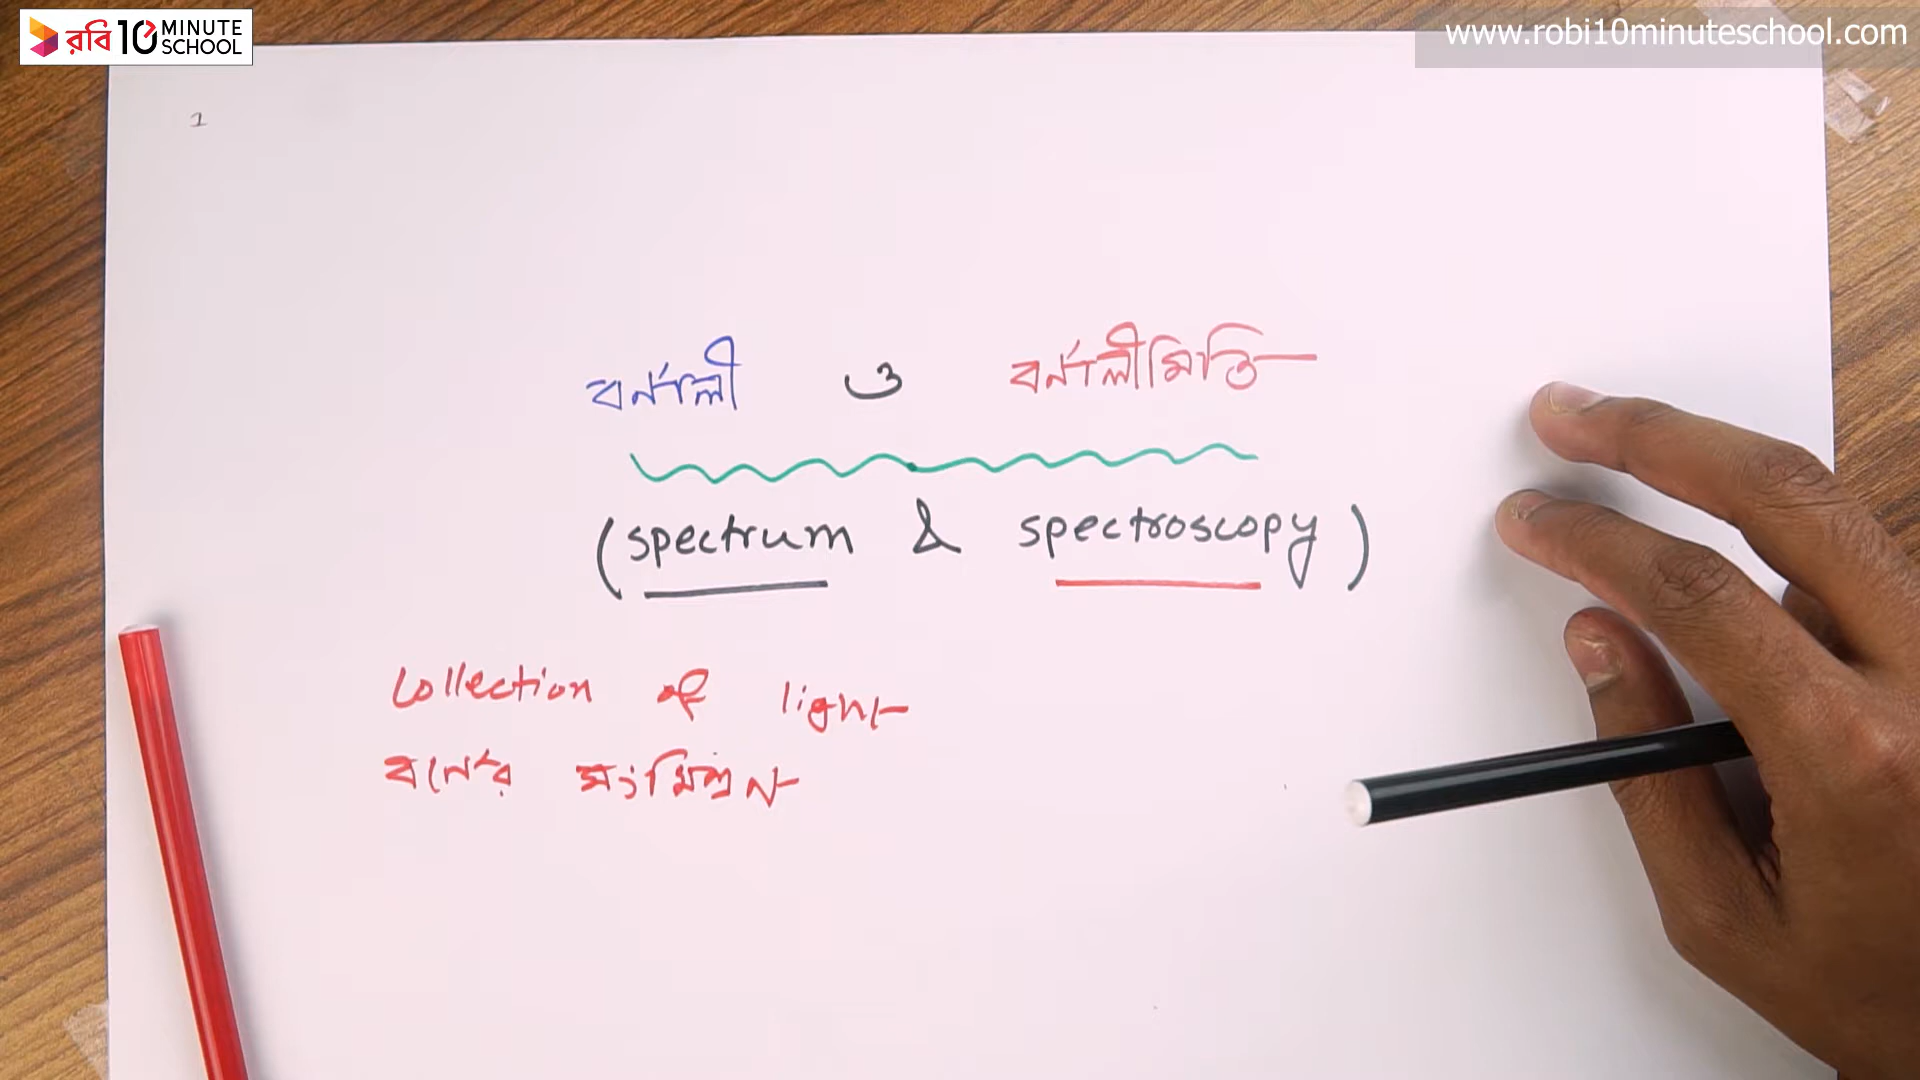 রবি 10 MINUTE SCHOOL
www.robi10minuteschool.com
1
বর্ণালী ও বর্ণালীমিতি
(spectrum & spectroscopy)
Collection of light
বর্ণের সংমিশ্রণ